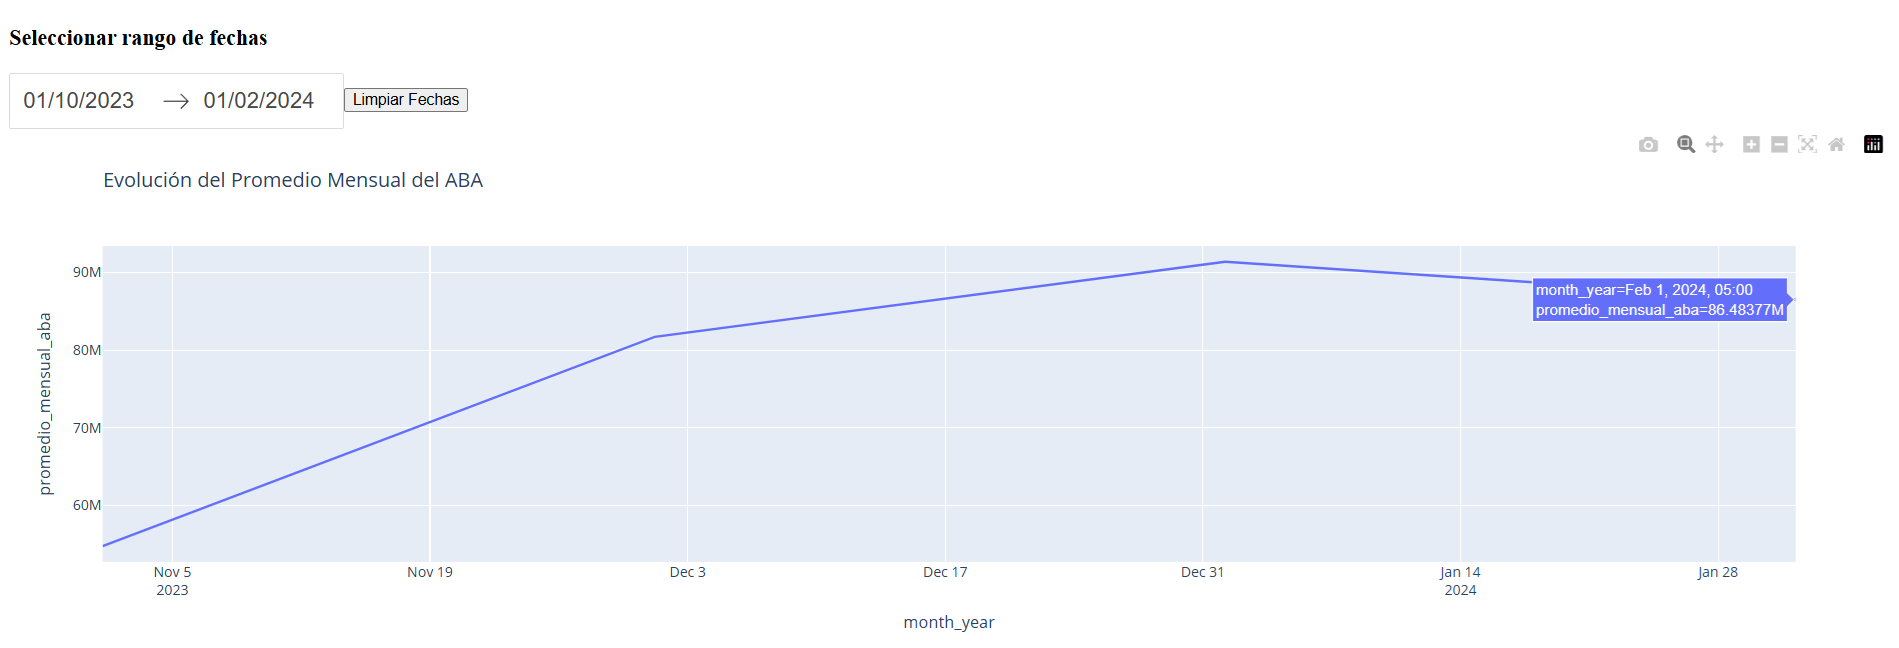 Seleccionar rango de fechas
01/10/2023 → 01/02/2024 Limpiar Fechas
Evolución del Promedio Mensual del ABA
90M
80M
70M
60M
promedio_mensual_aba
month_year=Feb 1, 2024, 05:00
promedio_mensual_aba=86.48377M
Nov 5 Nov 19 Dec 3 Dec 17 Dec 31 Jan 14 Jan 28
2023 2024
month_year